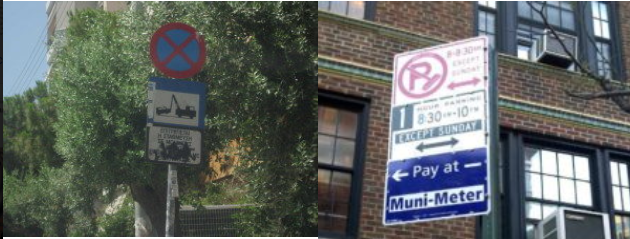 8-8:30AM
EXCEPT
SUNDAY
1 HOUR PARKING
8:30AM-10PM
EXCEPT SUNDAY
Pay at
Muni-Meter